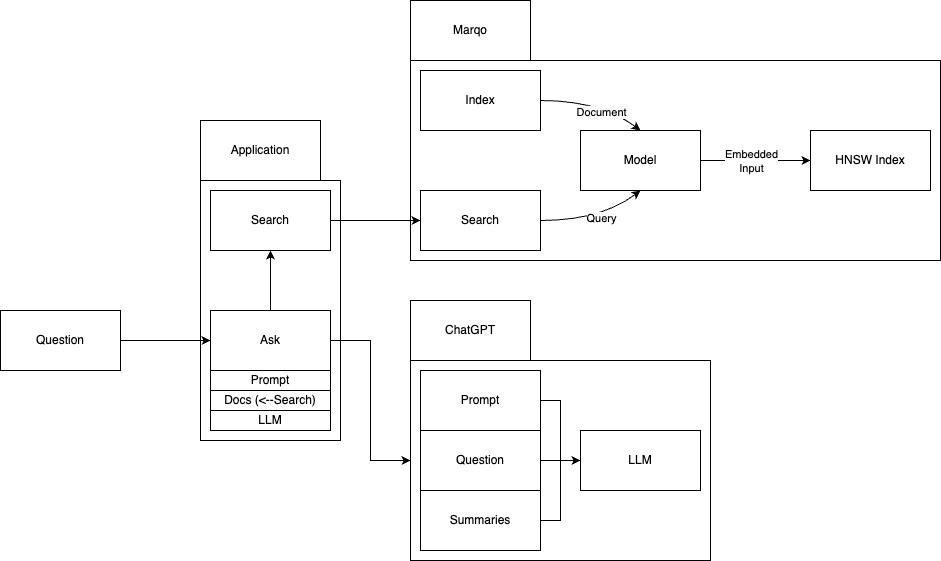 Marqo
Index
Document
Model
Embedded
Input
HNSW Index
Search
Query
Application
Search
Question
Ask
Prompt
Docs (<--Search)
LLM
ChatGPT
Prompt
Question
Summaries
LLM